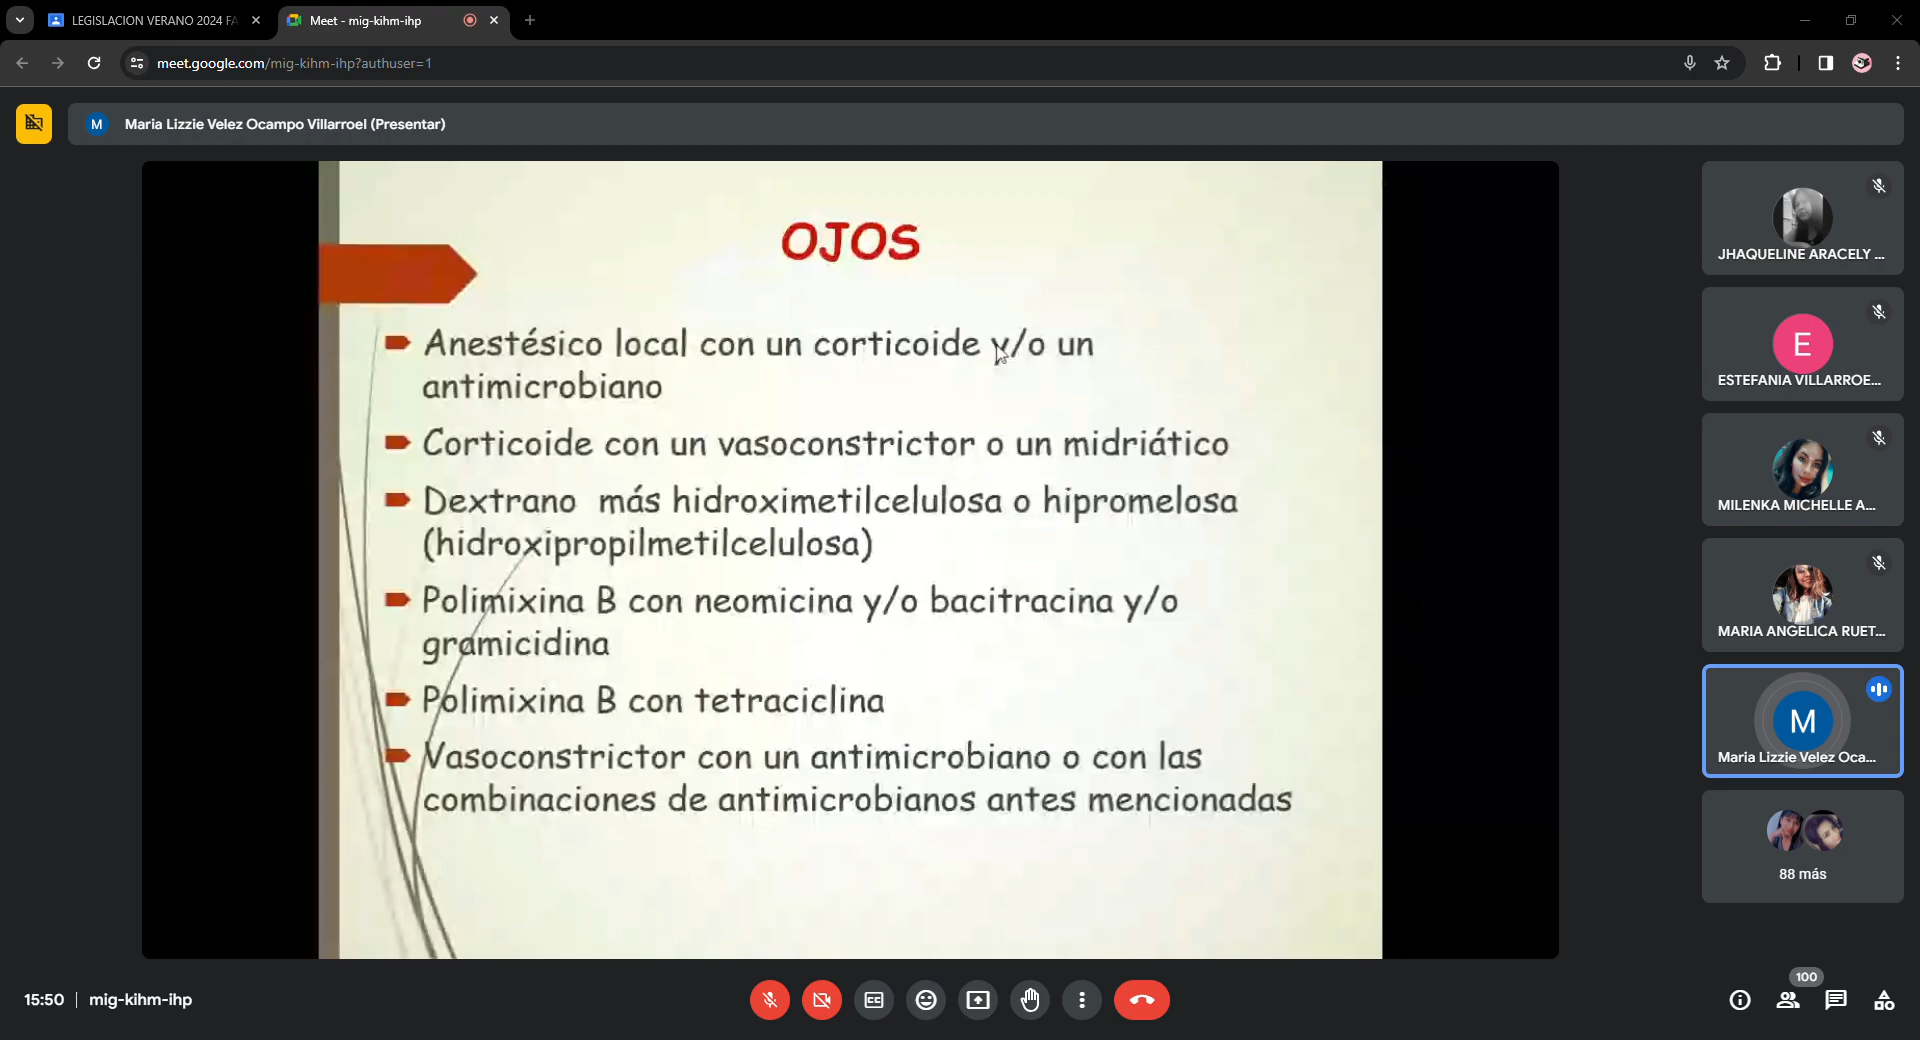 LEGISLACION VERANO 2024 FA
Meet - mig-kihm-ihp
meet.google.com/mig-kihm-ihp?authuser=1
M
Maria Lizzie Velez Ocampo Villarroel (Presentar)
OJOS
Anestésico local con un corticoide y/o un
antimicrobiano
Corticoide con un vasoconstrictor o un midriático
Dextrano más hidroximetilcelulosa o hipromelosa
(hidroxipropilmetilcelulosa)
Polimixina B con neomicina y/o bacitracina y/o
gramicidina
Polimixina B con tetraciclina
Vasoconstrictor con un antimicrobiano o con las
combinaciones de antimicrobianos antes mencionadas
JHAQUELINE ARACELY ...
E
ESTEFANIA VILLARROE...
MILENKA MICHELLE A...
MARIA ANGELICA RUET...
M
Maria Lizzie Velez Oca...
88 más
15:50 | mig-kihm-ihp
CC
100